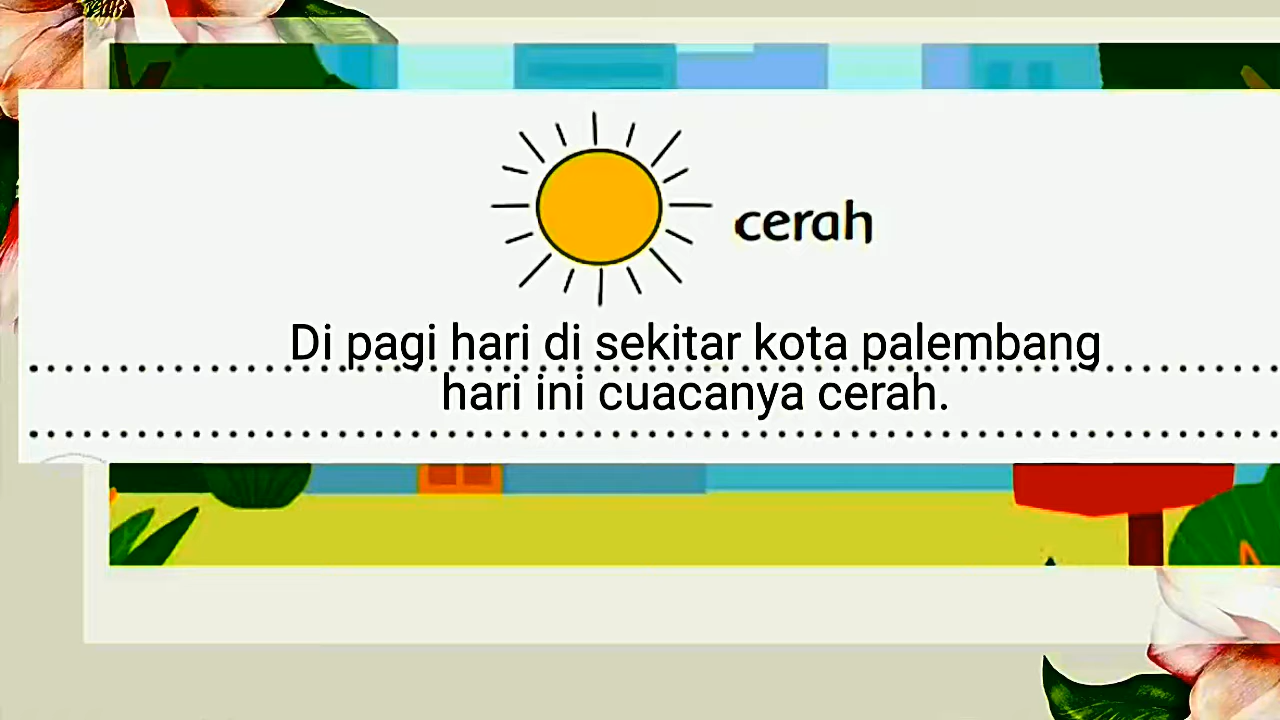 cerah
Di pagi hari di sekitar kota palembang
hari ini cuacanya cerah.